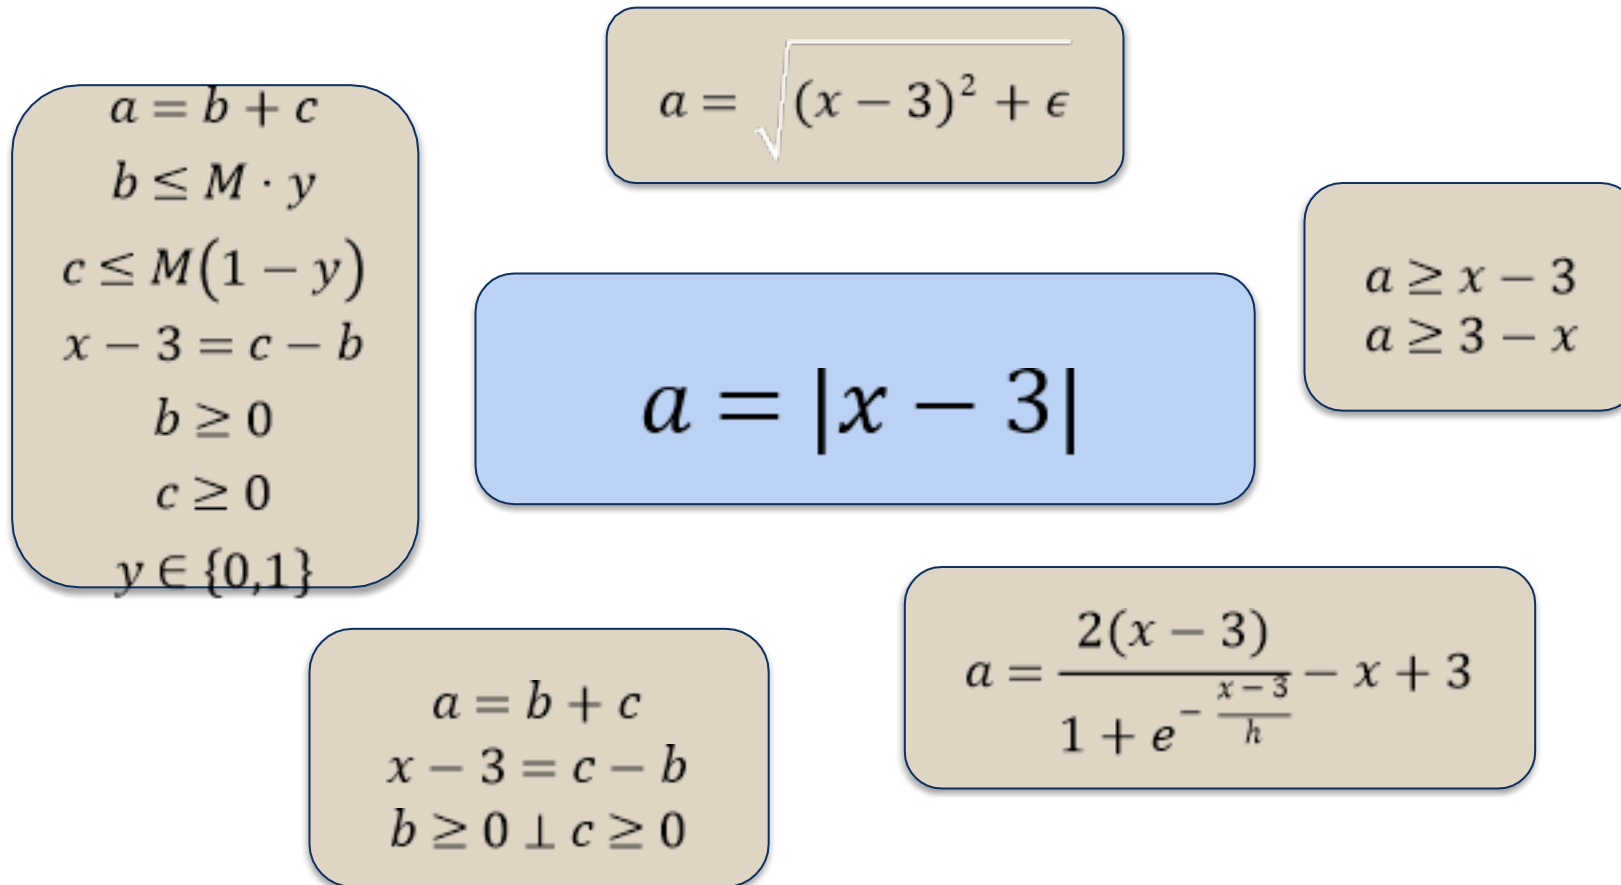 a = √((x − 3)² + ϵ)
a = b + c
b ≤ M · y
c ≤ M(1 − y)
x − 3 = c − b
b ≥ 0
c ≥ 0
y ∈ {0,1}
a ≥ x − 3
a ≥ 3 − x
a = |x − 3|
a = 2(x − 3) / (1 + e^(−(x − 3)/h)) − x + 3
a = b + c
x − 3 = c − b
b ≥ 0 ⊥ c ≥ 0